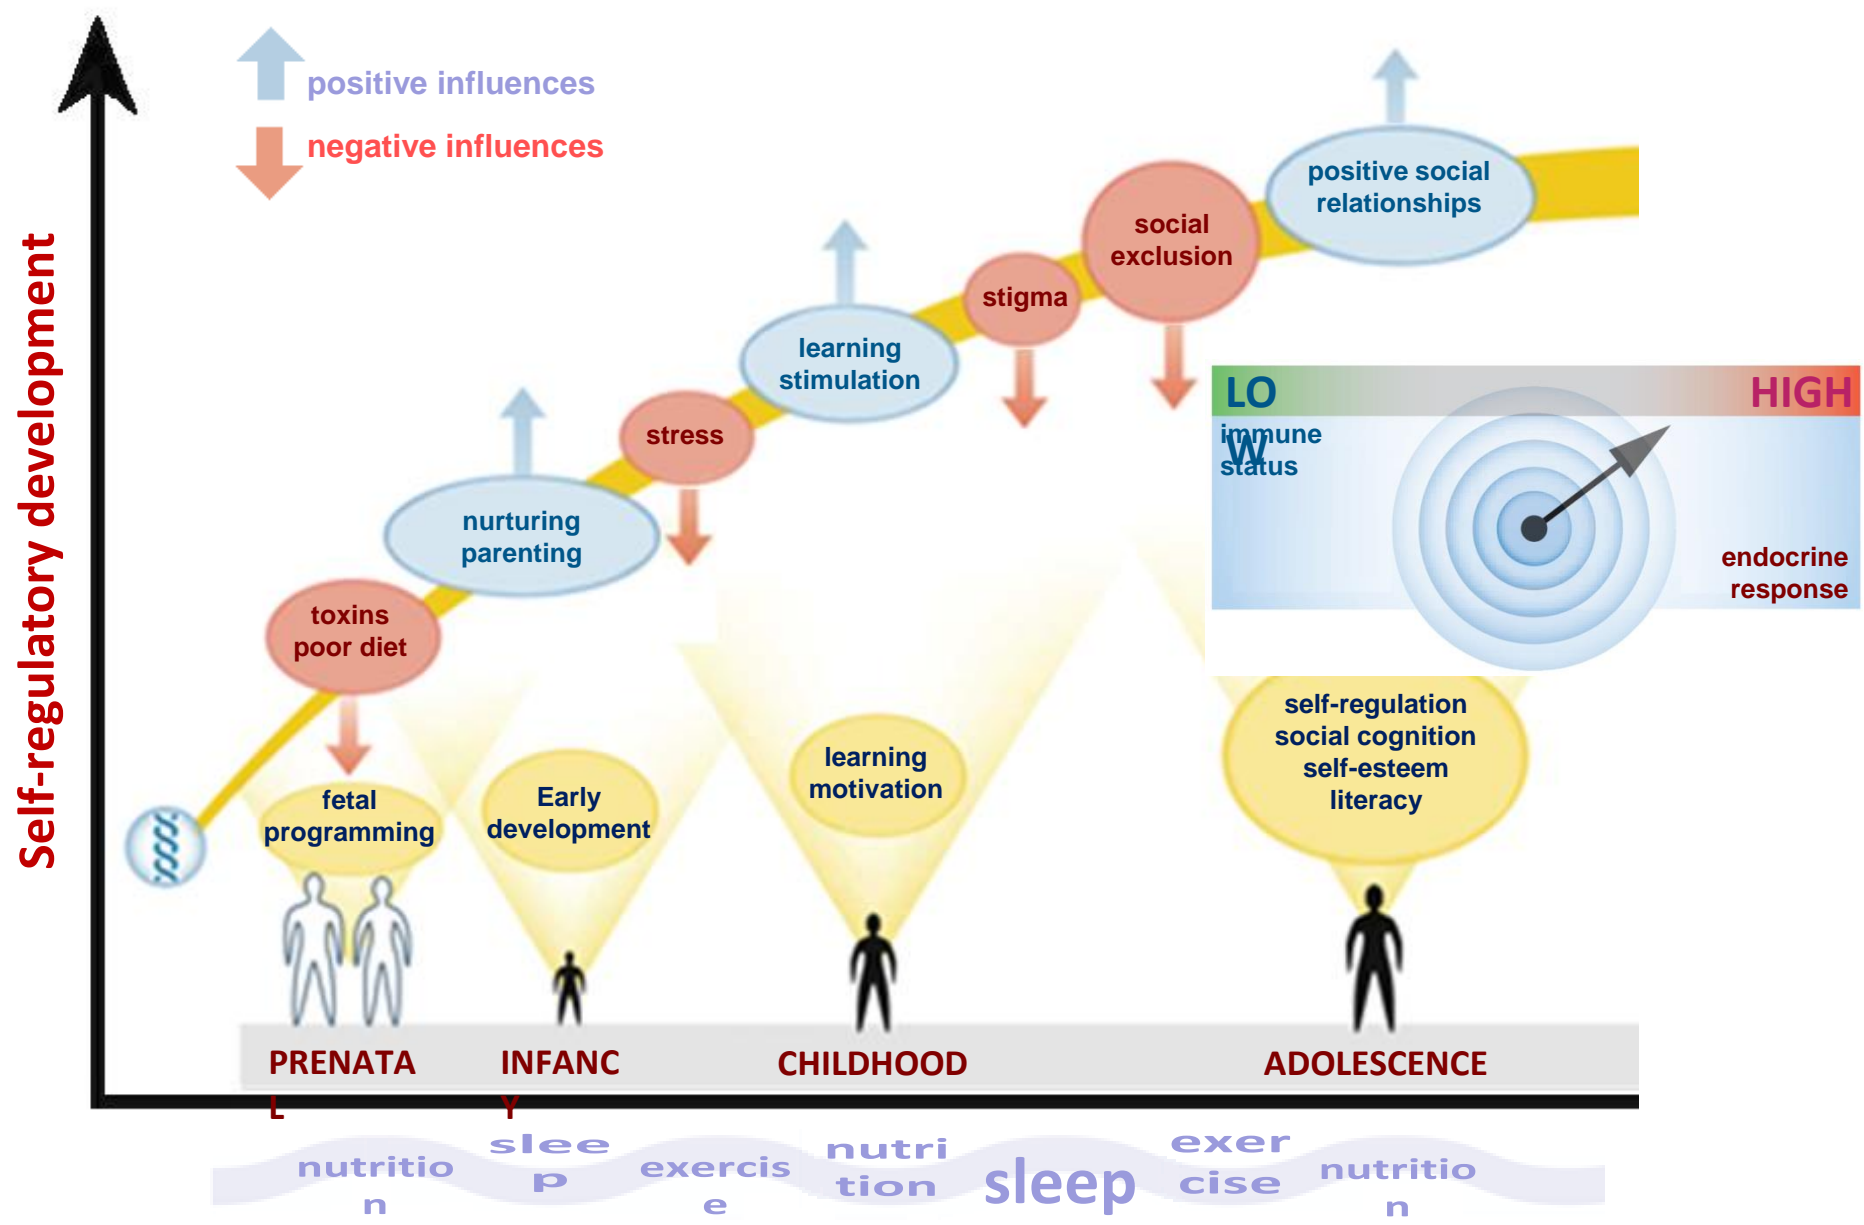 positive influences
negative influences
Self-regulatory development
positive social
relationships
social
exclusion
stigma
learning
stimulation
stress
nurturing
parenting
toxins
poor diet
LO
W
HIGH
immune
status
endocrine
response
fetal
programming
Early
development
learning
motivation
self-regulation
social cognition
self-esteem
literacy
PRENATA
L
INFANC
Y
CHILDHOOD
ADOLESCENCE
nutritio
n
slee
p
exercis
e
nutri
tion
sleep
exer
cise
nutritio
n